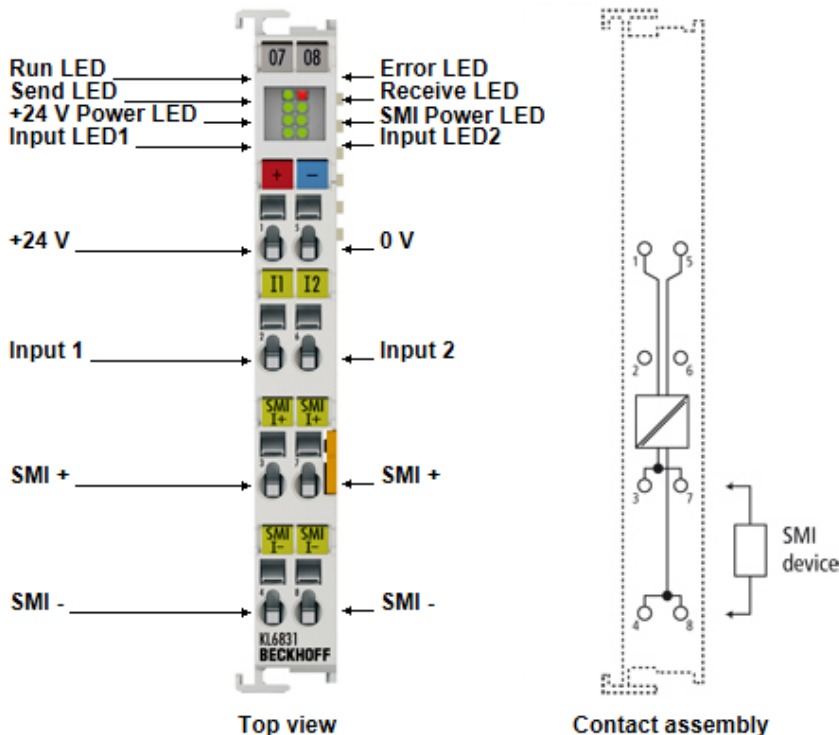 07 08
Run LED
Error LED
Send LED
Receive LED
+24 V Power LED
SMI Power LED
Input LED1
Input LED2
+ −
1 5
+24 V
0 V
I1 I2
2 6
Input 1
Input 2
SMI I+ SMI I+
3 7
SMI +
SMI +
SMI I- SMI I-
4 8
SMI -
SMI -
KL6831
BECKHOFF
Top view
1 5
2 6
3 7
SMI
device
4 8
Contact assembly